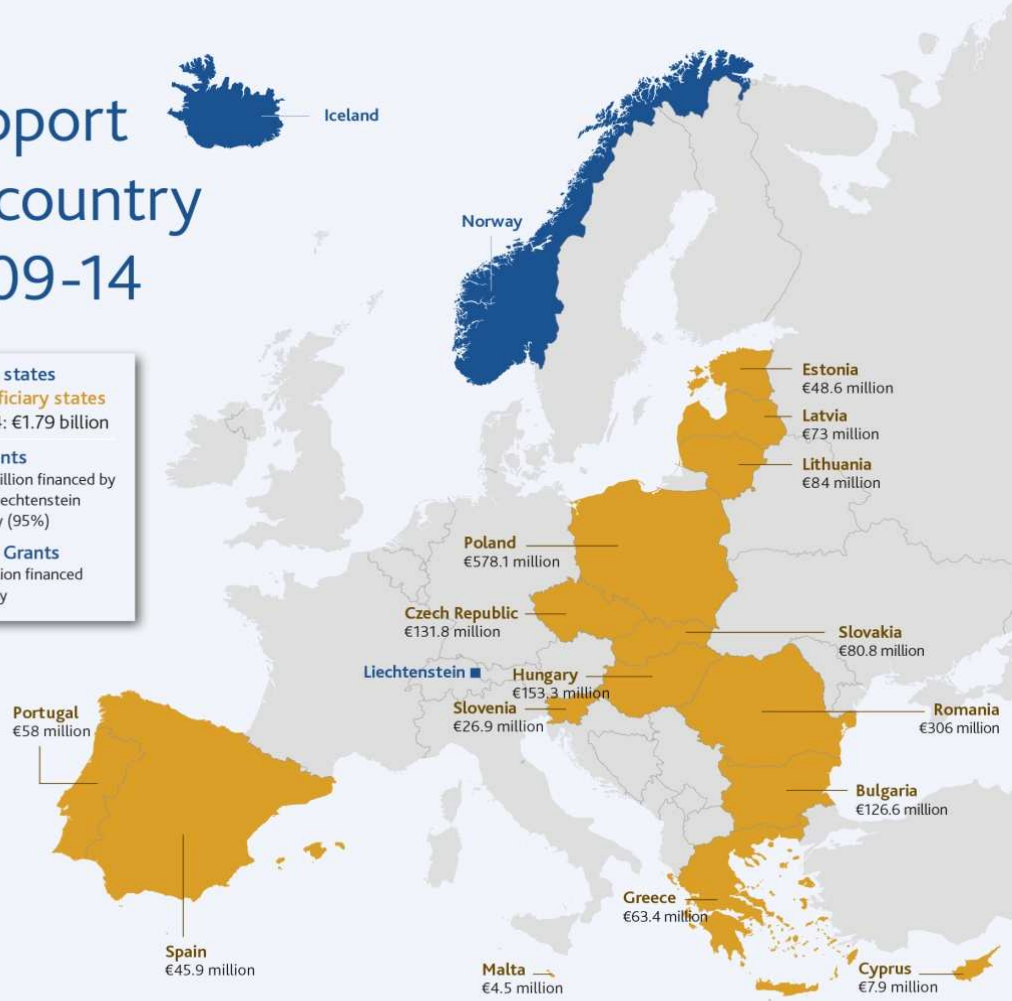 pport
country
09-14
states
ficiary states
4: €1.79 billion
nts
illion financed by
echtenstein
y (95%)
Grants
ion financed
y
Iceland
Norway
Estonia
€48.6 million
Latvia
€73 million
Lithuania
€84 million
Poland
€578.1 million
Czech Republic
€131.8 million
Slovakia
€80.8 million
Liechtenstein
Hungary
€153.3 million
Slovenia
€26.9 million
Portugal
€58 million
Romania
€306 million
Bulgaria
€126.6 million
Greece
€63.4 million
Spain
€45.9 million
Malta
€4.5 million
Cyprus
€7.9 million